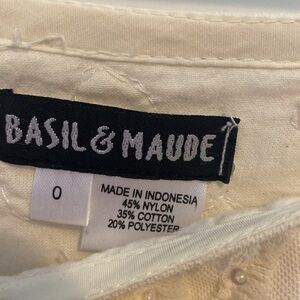 BASIL & MAUDE
0
MADE IN INDONESIA
45% NYLON
35% COTTON
20% POLYESTER